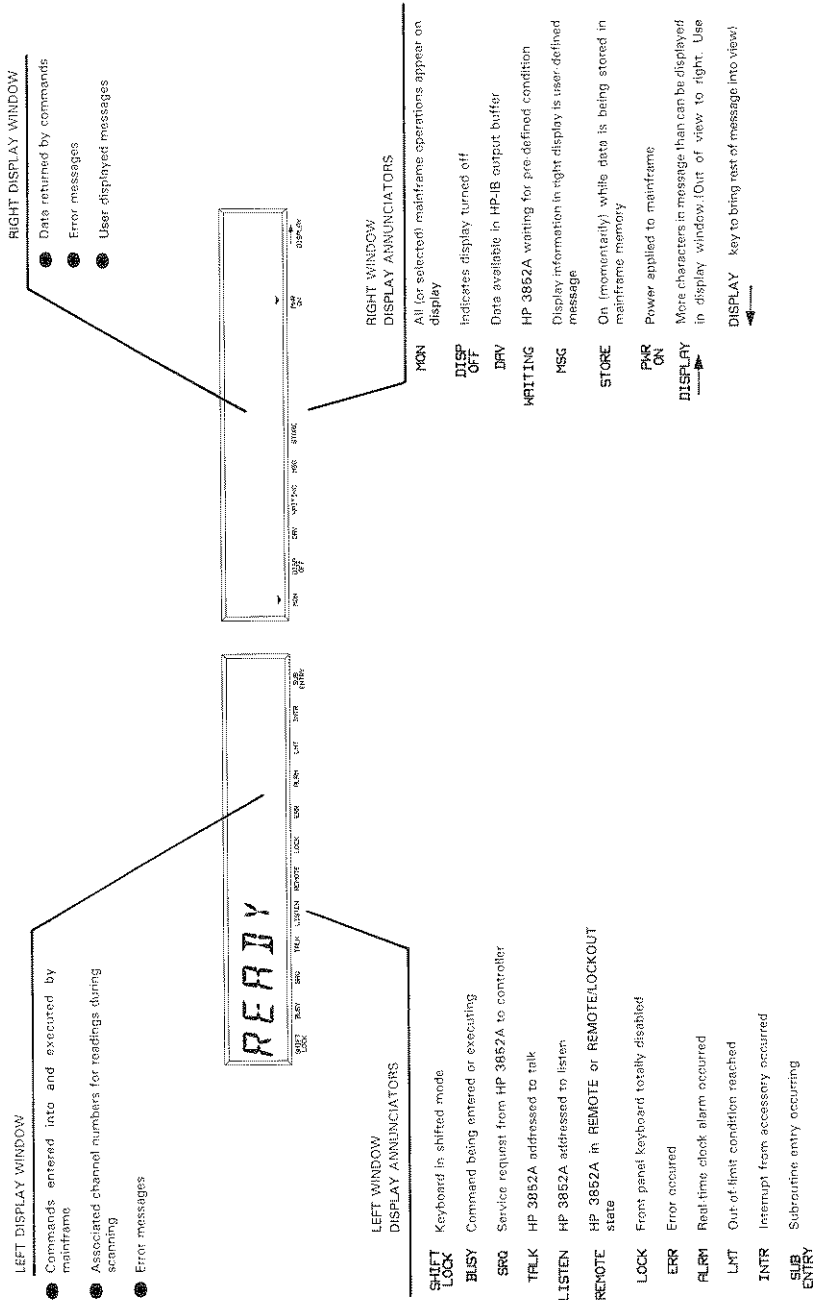 LEFT DISPLAY WINDOW
● Commands entered into and executed by
mainframe
● Associated channel numbers for readings during
scanning
● Error messages
RIGHT DISPLAY WINDOW
● Data returned by commands
● Error messages
● User displayed messages
READY
SHIFT
LOCK
BUSY
SRQ
TALK
LISTEN
REMOTE
LOCK
ERR
ALRM
LMT
INTR
SUB
ENTRY
MON
DISP
OFF
DAV
WAITING
MSG
STORE
PWR
ON
DISPLAY
LEFT WINDOW
DISPLAY ANNUNCIATORS
SHIFT
LOCK Keyboard in shifted mode
BUSY Command being entered or executing
SRQ Service request from HP 3852A to controller
TALK HP 3852A addressed to talk
LISTEN HP 3852A addressed to listen
REMOTE HP 3852A in REMOTE or REMOTE/LOCKOUT
state
LOCK Front panel keyboard totally disabled
ERR Error occured
ALRM Real-time clock alarm occurred
LMT Out-of-limit condition reached
INTR Interrupt from accessory occurred
SUB
ENTRY Subroutine entry occurring
RIGHT WINDOW
DISPLAY ANNUNCIATORS
MON All (or selected) mainframe operations appear on
display
DISP
OFF Indicates display turned off
DAV Data available in HP-IB output buffer
WAITING HP 3852A waiting for pre-defined condition
MSG Display information in right display is user-defined
message
STORE On (momentarily) while data is being stored in
mainframe memory
PWR
ON Power applied to mainframe
DISPLAY More characters in message than can be displayed
in display window. (Out of view to right. Use
DISPLAY key to bring rest of message into view)